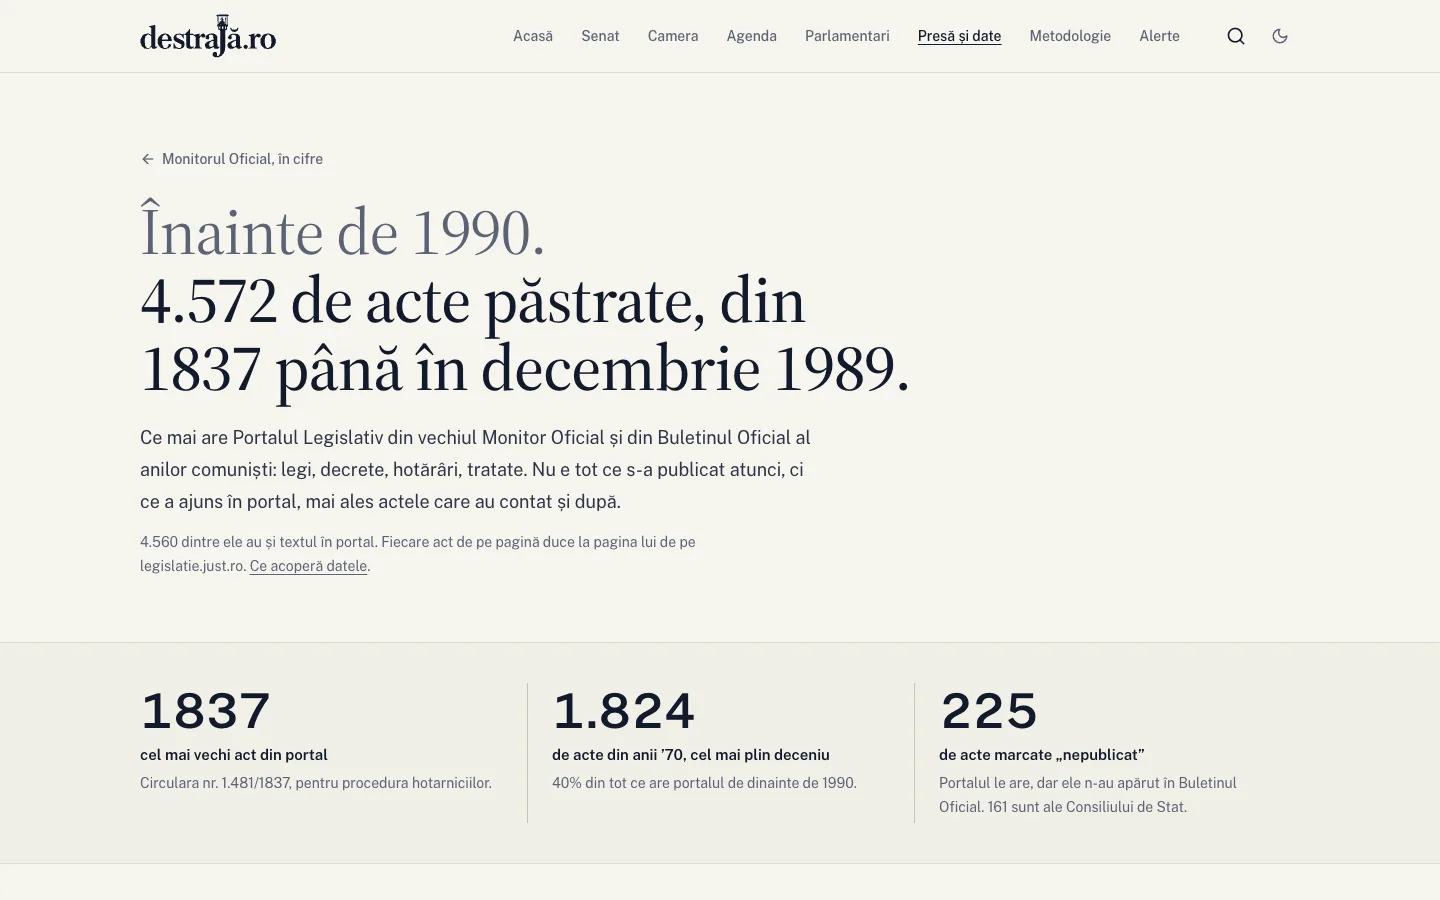 destrajă.ro
Acasă
Senat
Camera
Agenda
Parlamentari
Presă și date
Metodologie
Alerte
← Monitorul Oficial, în cifre
Înainte de 1990.
4.572 de acte păstrate, din
1837 până în decembrie 1989.
Ce mai are Portalul Legislativ din vechiul Monitor Oficial și din Buletinul Oficial al
anilor comuniști: legi, decrete, hotărâri, tratate. Nu e tot ce s-a publicat atunci, ci
ce a ajuns în portal, mai ales actele care au contat și după.
4.560 dintre ele au și textul în portal. Fiecare act de pe pagină duce la pagina lui de pe
legislatie.just.ro. Ce acoperă datele.
1837
cel mai vechi act din portal
Circulara nr. 1.481/1837, pentru procedura hotarniciilor.
1.824
de acte din anii ’70, cel mai plin deceniu
40% din tot ce are portalul de dinainte de 1990.
225
de acte marcate „nepublicat”
Portalul le are, dar ele n-au apărut în Buletinul
Oficial. 161 sunt ale Consiliului de Stat.